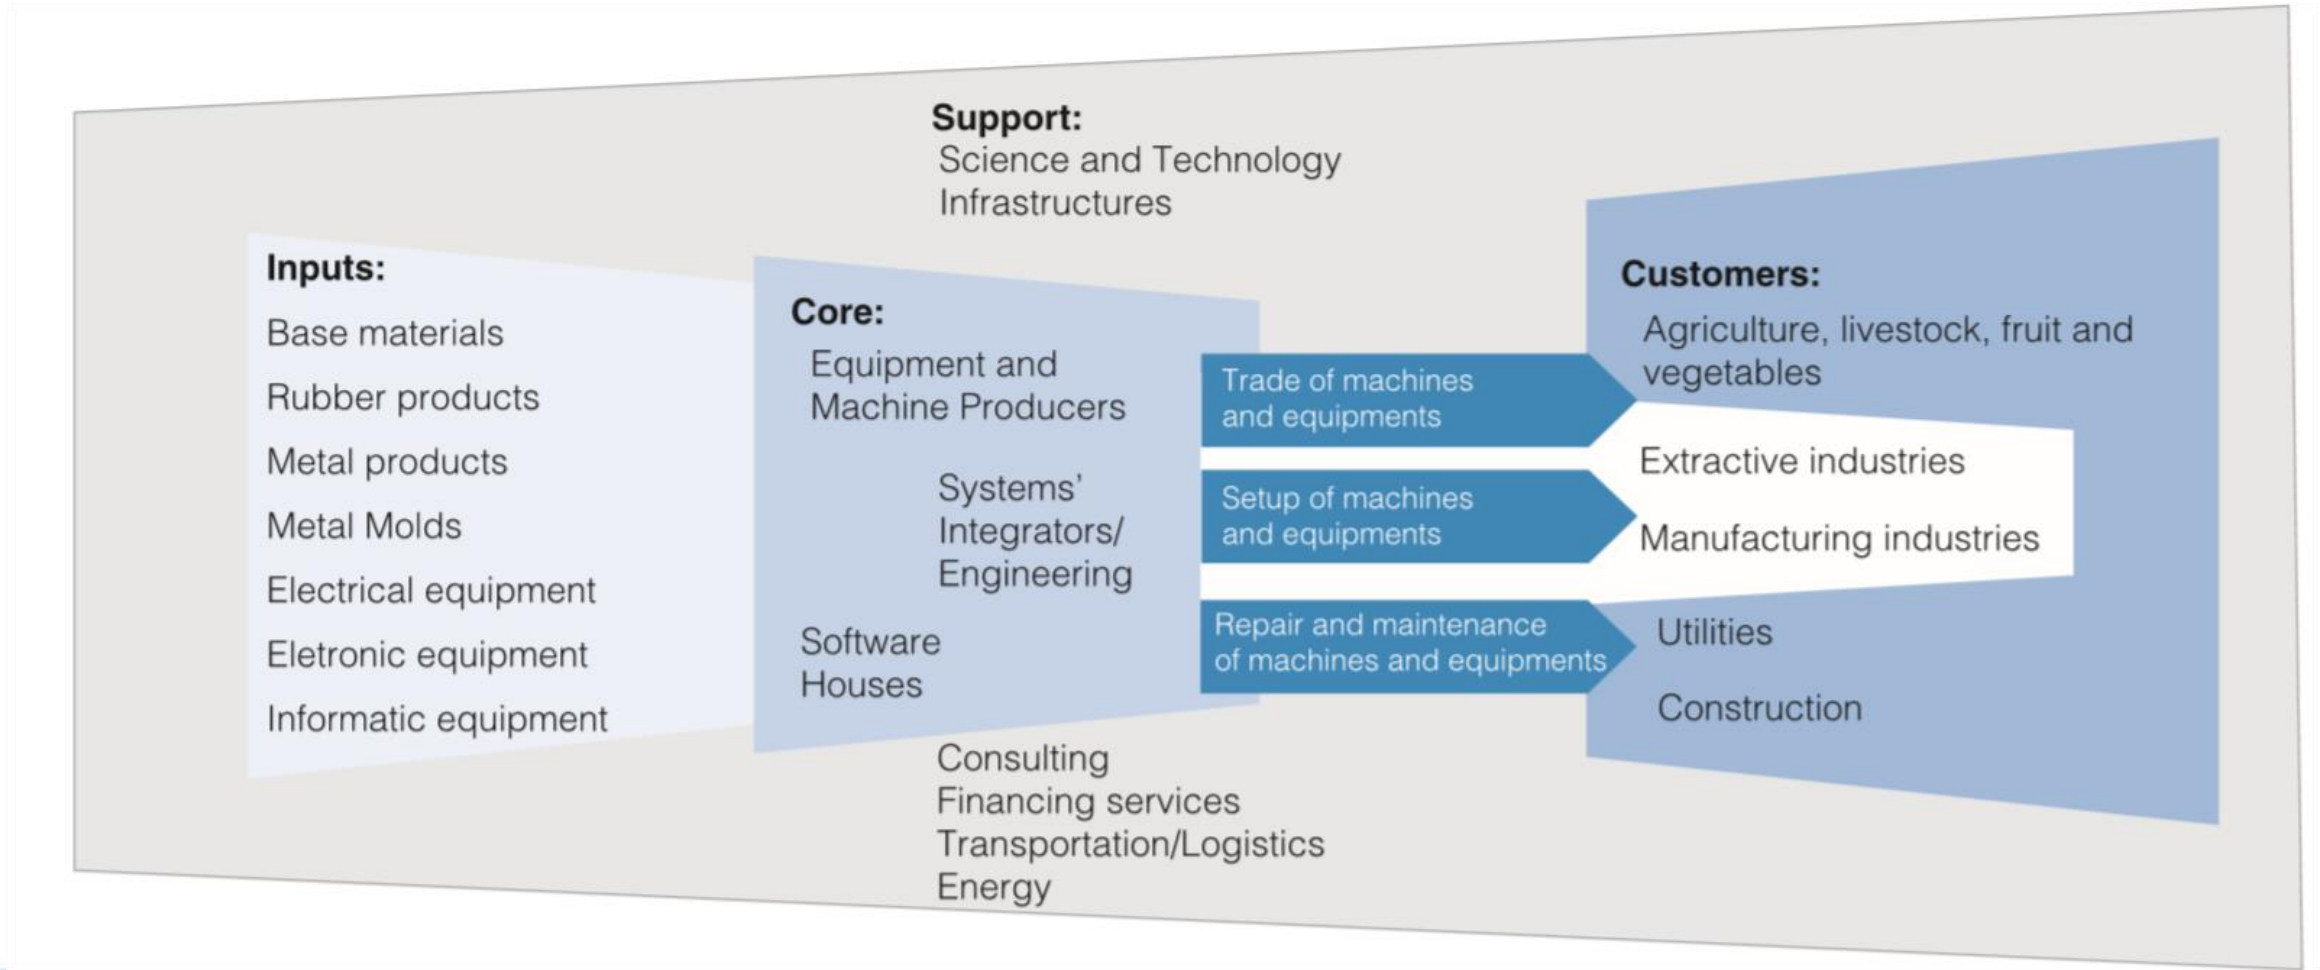 Support:
Science and Technology
Infrastructures
Inputs:
Base materials
Rubber products
Metal products
Metal Molds
Electrical equipment
Eletronic equipment
Informatic equipment
Core:
Equipment and
Machine Producers
Systems’
Integrators/
Engineering
Software
Houses
Trade of machines
and equipments
Setup of machines
and equipments
Repair and maintenance
of machines and equipments
Customers:
Agriculture, livestock, fruit and
vegetables
Extractive industries
Manufacturing industries
Utilities
Construction
Consulting
Financing services
Transportation/Logistics
Energy